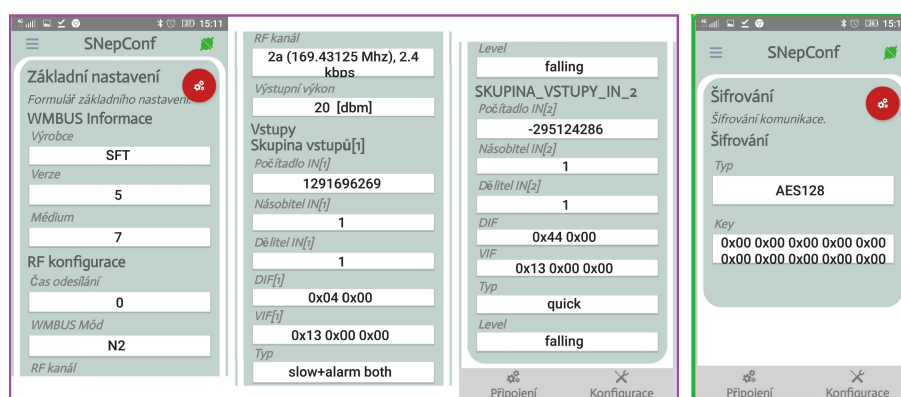 15:11
SNepConf
Základní nastavení
Formulář základního nastavení.
WMBUS Informace
Výrobce
SFT
Verze
5
Médium
7
RF konfigurace
Čas odesílání
0
WMBUS Mód
N2
RF kanál
RF kanál
2a (169.43125 Mhz), 2.4
kbps
Výstupní výkon
20 [dbm]
Vstupy
Skupina vstupů[1]
Počítadlo IN[1]
1291696269
Násobitel IN[1]
1
Dělitel IN[1]
1
DIF[1]
0x04 0x00
VIF[1]
0x13 0x00 0x00
Typ
slow+alarm both
Level
falling
SKUPINA_VSTUPY_IN_2
Počítadlo IN[2]
-295124286
Násobitel IN[2]
1
Dělitel IN[2]
1
DIF
0x44 0x00
VIF
0x13 0x00 0x00
Typ
quick
Level
falling
Připojení Konfigurace
15:1
SNepConf
Šifrování
Šifrování komunikace.
Šifrování
Typ
AES128
Key
0x00 0x00 0x00 0x00 0x00
0x00 0x00 0x00 0x00 0x00
Připojení Konfigurace